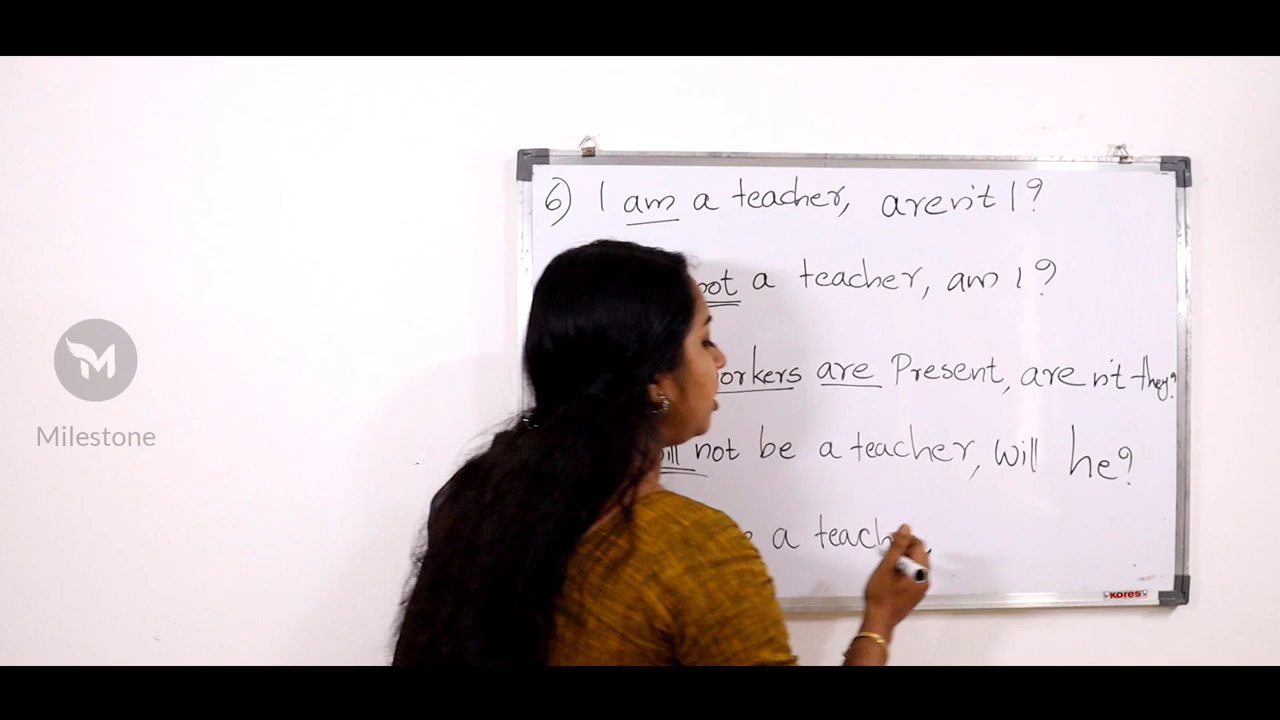 6) I am a teacher, aren't I?
not a teacher, am I?
orkers are Present, aren't they?
ill not be a teacher, will he?
a teach
KORES
Milestone